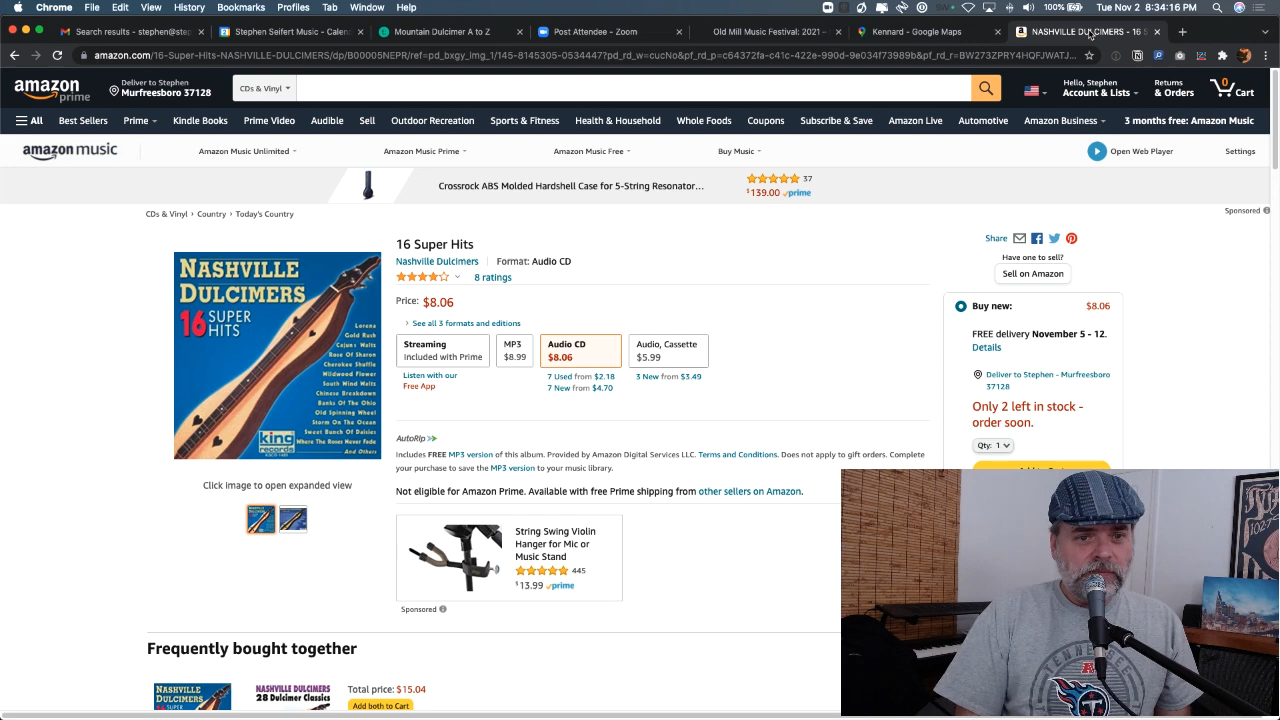 Chrome File Edit View History Bookmarks Profiles Tab Window Help
100% Tue Nov 2 8:34:16 PM
Search results - stephen@step
Stephen Seifert Music - Calen
Mountain Dulcimer A to Z
Post Attendee - Zoom
Old Mill Music Festival: 2021 -
Kennard - Google Maps
NASHVILLE DULCIMERS - 16 S
amazon.com/16-Super-Hits-NASHVILLE-DULCIMERS/dp/B00005NEPR/ref=pd_bxgy_img_1/145-8145305-0534447?pd_rd_w=cuCNc&pf_rd_p=c64372fa-c41c-422e-990d-9e034f73989b&pf_rd_r=BW273ZPRY4HQFJWATJ...
amazon prime
Deliver to Stephen
Murfreesboro 37128
CDs & Vinyl
Hello, Stephen
Account & Lists
Returns
& Orders
0
Cart
All Best Sellers Prime Kindle Books Prime Video Audible Sell Outdoor Recreation Sports & Fitness Health & Household Whole Foods Coupons Subscribe & Save Amazon Live Automotive Amazon Business 3 months free: Amazon Music
amazon music Amazon Music Unlimited Amazon Music Prime Amazon Music Free Buy Music Open Web Player Settings
Crossrock ABS Molded Hardshell Case for 5-String Resonator...
37
$139.00 prime
Sponsored
CDs & Vinyl › Country › Today's Country
NASHVILLE
DULCIMERS
16 SUPER
HITS
Lorena
Gold Rush
Cajun Waltz
Rose Of Sharon
Cherokee Shuffle
Wildwood Flower
South Wind Waltz
Chinese Breakdown
Banks Of The Ohio
Old Spinning Wheel
Storm On The Ocean
Sweet Bunch Of Daisies
Where The Roses Never Fade
And Others
king
records
Click image to open expanded view
16 Super Hits
Nashville Dulcimers Format: Audio CD
8 ratings
Price: $8.06
See all 3 formats and editions
Streaming
Included with Prime
MP3
$8.99
Audio CD
$8.06
Audio, Cassette
$5.99
Listen with our
Free App
7 Used from $2.18
7 New from $4.70
3 New from $3.49
AutoRip
Includes FREE MP3 version of this album. Provided by Amazon Digital Services LLC. Terms and Conditions. Does not apply to gift orders. Complete
your purchase to save the MP3 version to your music library.
Not eligible for Amazon Prime. Available with free Prime shipping from other sellers on Amazon.
String Swing Violin
Hanger for Mic or
Music Stand
445
$13.99 prime
Sponsored
Share
Have one to sell?
Sell on Amazon
Buy new: $8.06
FREE delivery November 5 - 12.
Details
Deliver to Stephen - Murfreesboro
37128
Only 2 left in stock -
order soon.
Qty: 1
Frequently bought together
NASHVILLE
DULCIMERS
16 SUPER
NASHVILLE DULCIMERS
28 Dulcimer Classics
Total price: $15.04
Add both to Cart